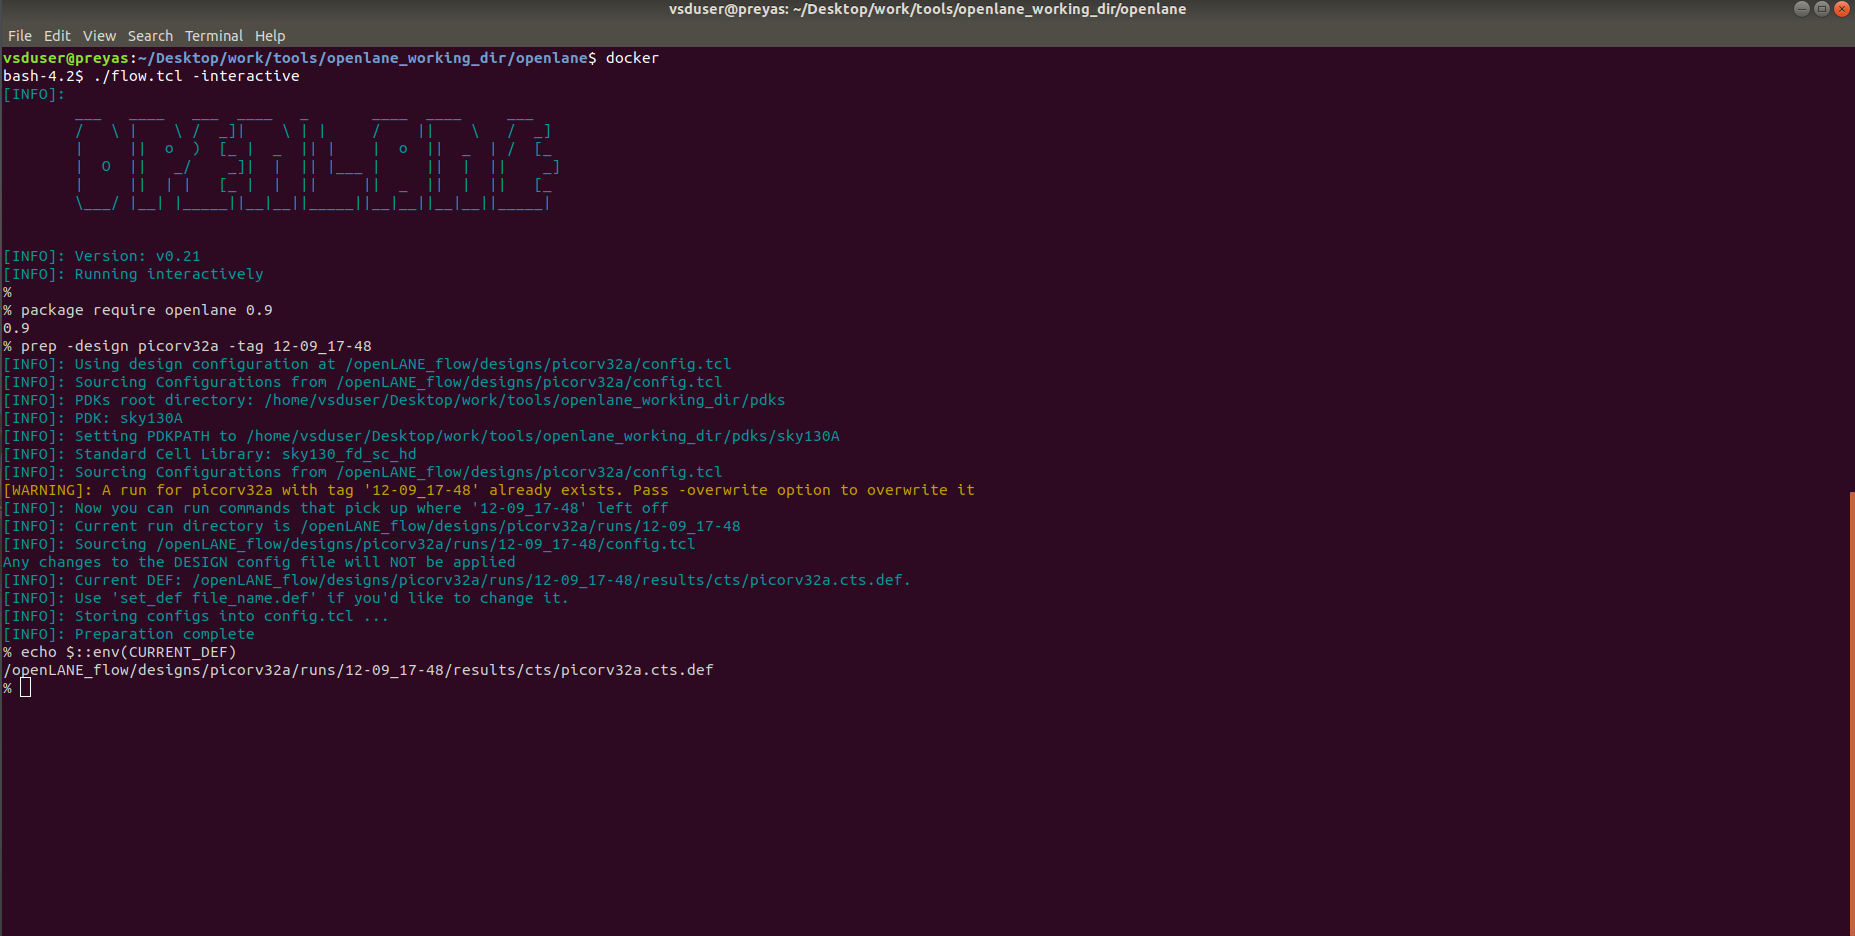 vsduser@preyas: ~/Desktop/work/tools/openlane_working_dir/openlane
File Edit View Search Terminal Help
vsduser@preyas:~/Desktop/work/tools/openlane_working_dir/openlane$ docker
bash-4.2$ ./flow.tcl -interactive
[INFO]:
OPENLANE
[INFO]: Version: v0.21
[INFO]: Running interactively
%
% package require openlane 0.9
0.9
% prep -design picorv32a -tag 12-09_17-48
[INFO]: Using design configuration at /openLANE_flow/designs/picorv32a/config.tcl
[INFO]: Sourcing Configurations from /openLANE_flow/designs/picorv32a/config.tcl
[INFO]: PDKs root directory: /home/vsduser/Desktop/work/tools/openlane_working_dir/pdks
[INFO]: PDK: sky130A
[INFO]: Setting PDKPATH to /home/vsduser/Desktop/work/tools/openlane_working_dir/pdks/sky130A
[INFO]: Standard Cell Library: sky130_fd_sc_hd
[INFO]: Sourcing Configurations from /openLANE_flow/designs/picorv32a/config.tcl
[WARNING]: A run for picorv32a with tag '12-09_17-48' already exists. Pass -overwrite option to overwrite it
[INFO]: Now you can run commands that pick up where '12-09_17-48' left off
[INFO]: Current run directory is /openLANE_flow/designs/picorv32a/runs/12-09_17-48
[INFO]: Sourcing /openLANE_flow/designs/picorv32a/runs/12-09_17-48/config.tcl
Any changes to the DESIGN config file will NOT be applied
[INFO]: Current DEF: /openLANE_flow/designs/picorv32a/runs/12-09_17-48/results/cts/picorv32a.cts.def.
[INFO]: Use 'set_def file_name.def' if you'd like to change it.
[INFO]: Storing configs into config.tcl ...
[INFO]: Preparation complete
% echo $::env(CURRENT_DEF)
/openLANE_flow/designs/picorv32a/runs/12-09_17-48/results/cts/picorv32a.cts.def
%